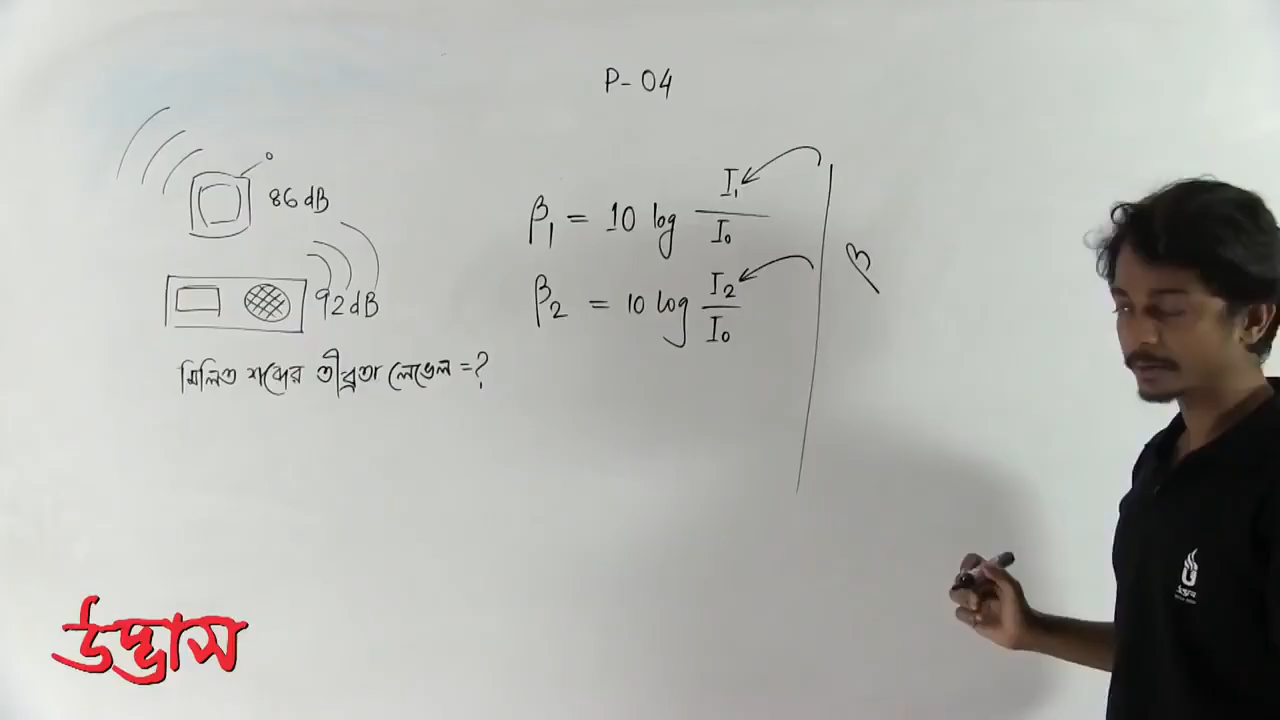 P-04
86 dB
92 dB
মিলিত শব্দের তীব্রতা লেভেল =?
β₁ = 10 log I₁/I₀
β₂ = 10 log I₂/I₀
β
উদ্ভাস